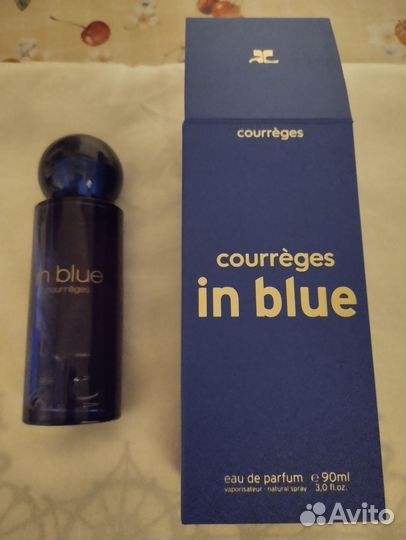 courrèges
courrèges
in blue
eau de parfum e 90ml
vaporisateur · natural spray 3,0 fl.oz.
in blue
courrèges
Avito